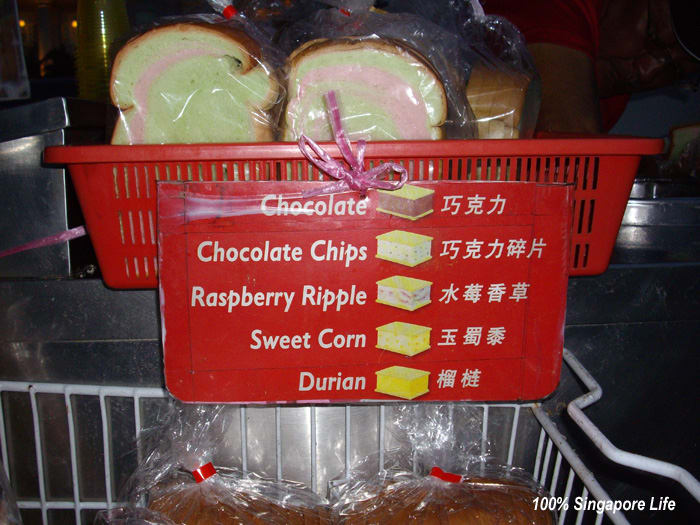 Chocolate 巧克力
Chocolate Chips 巧克力碎片
Raspberry Ripple 水莓香草
Sweet Corn 玉蜀黍
Durian 榴梿
100% Singapore Life